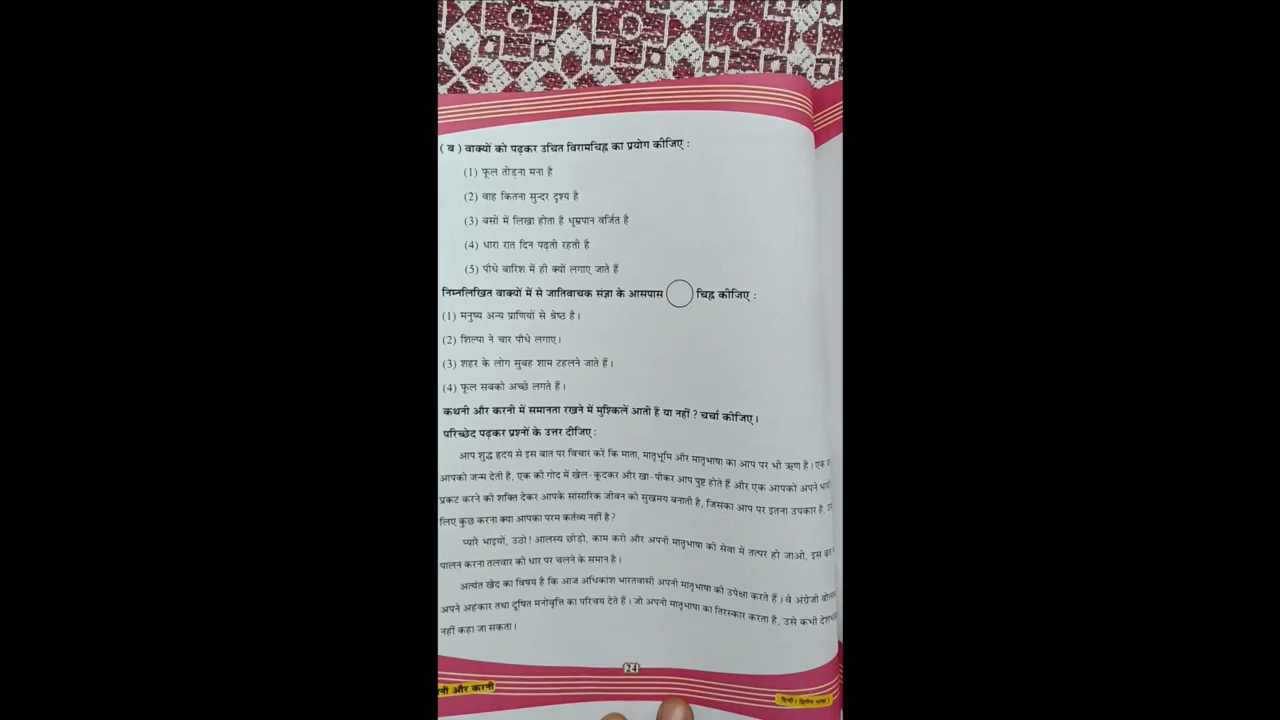 ( ब ) वाक्यों को पढ़कर उचित विरामचिह्न का प्रयोग कीजिए :
(1) फूल तोड़ना मना है
(2) वाह कितना सुन्दर दृश्य है
(3) बसों में लिखा होता है धूम्रपान वर्जित है
(4) धारा रात दिन पढ़ती रहती है
(5) पौधे बारिश में ही क्यों लगाए जाते हैं
निम्नलिखित वाक्यों में से जातिवाचक संज्ञा के आसपास चिह्न कीजिए :
(1) मनुष्य अन्य प्राणियों से श्रेष्ठ है।
(2) शिल्पा ने चार पौधे लगाए।
(3) शहर के लोग सुबह शाम टहलने जाते हैं।
(4) फूल सबको अच्छे लगते हैं।
कथनी और करनी में समानता रखने में मुश्किलें आती हैं या नहीं ? चर्चा कीजिए।
परिच्छेद पढ़कर प्रश्नों के उत्तर दीजिए :
आप शुद्ध हृदय से इस बात पर विचार करें कि माता, मातृभूमि और मातृभाषा का आप पर भी ऋण है। एक
आपको जन्म देती है, एक की गोद में खेल-कूदकर और खा-पीकर आप पुष्ट होते हैं और एक आपको अपने
प्रकट करने की शक्ति देकर आपके सांसारिक जीवन को सुखमय बनाती है, जिसका आप पर इतना उपकार है,
लिए कुछ करना क्या आपका परम कर्तव्य नहीं है ?
प्यारे भाइयों, उठो ! आलस्य छोड़ो, काम करो और अपनी मातृभाषा की सेवा में तत्पर हो जाओ, इस
पालन करना तलवार की धार पर चलने के समान है।
अत्यंत खेद का विषय है कि आज अधिकांश भारतवासी अपनी मातृभाषा की उपेक्षा करते हैं। वे अंग्रेजी
अपने अहंकार तथा दूषित मनोवृत्ति का परिचय देते हैं। जो अपनी मातृभाषा का तिरस्कार करता है, उसे कभी
नहीं कहा जा सकता।
24
और करनी
हिन्दी ( द्वितीय भाषा )